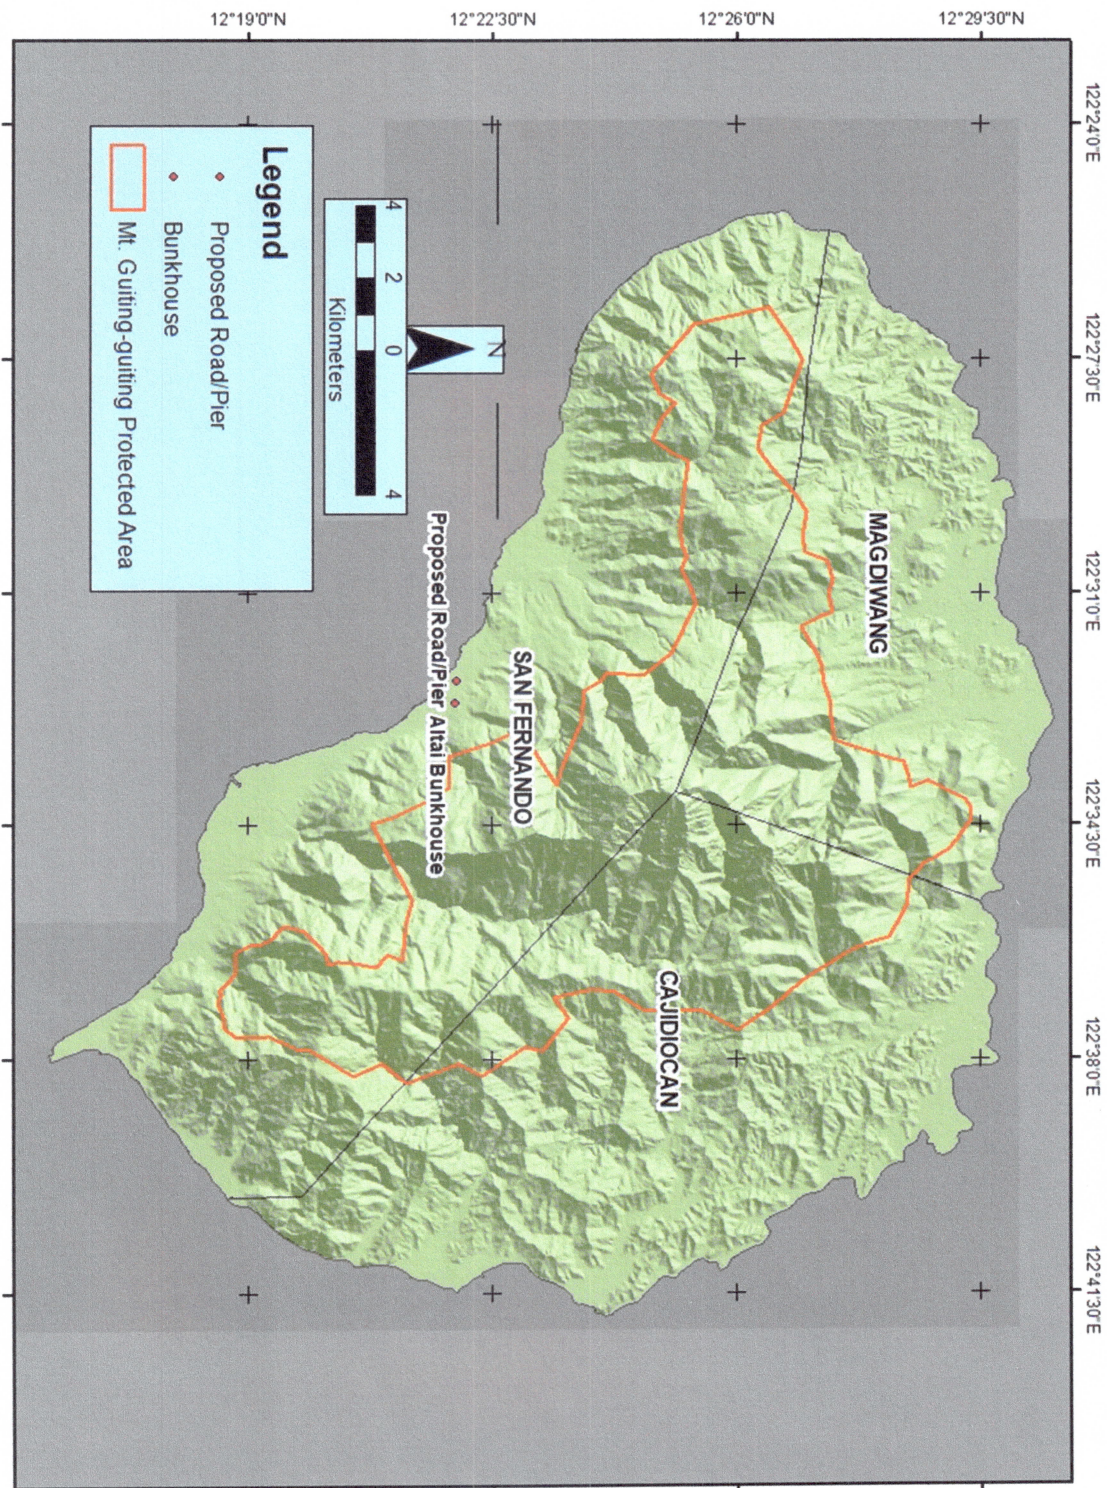 12°19'0"N
12°22'30"N
12°26'0"N
12°29'30"N
122°24'0"E
122°27'30"E
122°31'0"E
122°34'30"E
122°38'0"E
122°41'30"E
MAGDIWANG
SAN FERNANDO
CAJIDIOCAN
Proposed Road/Pier Altai Bunkhouse
N
4 2 0 4
Kilometers
Legend
Proposed Road/Pier
Bunkhouse
Mt. Guiting-guiting Protected Area